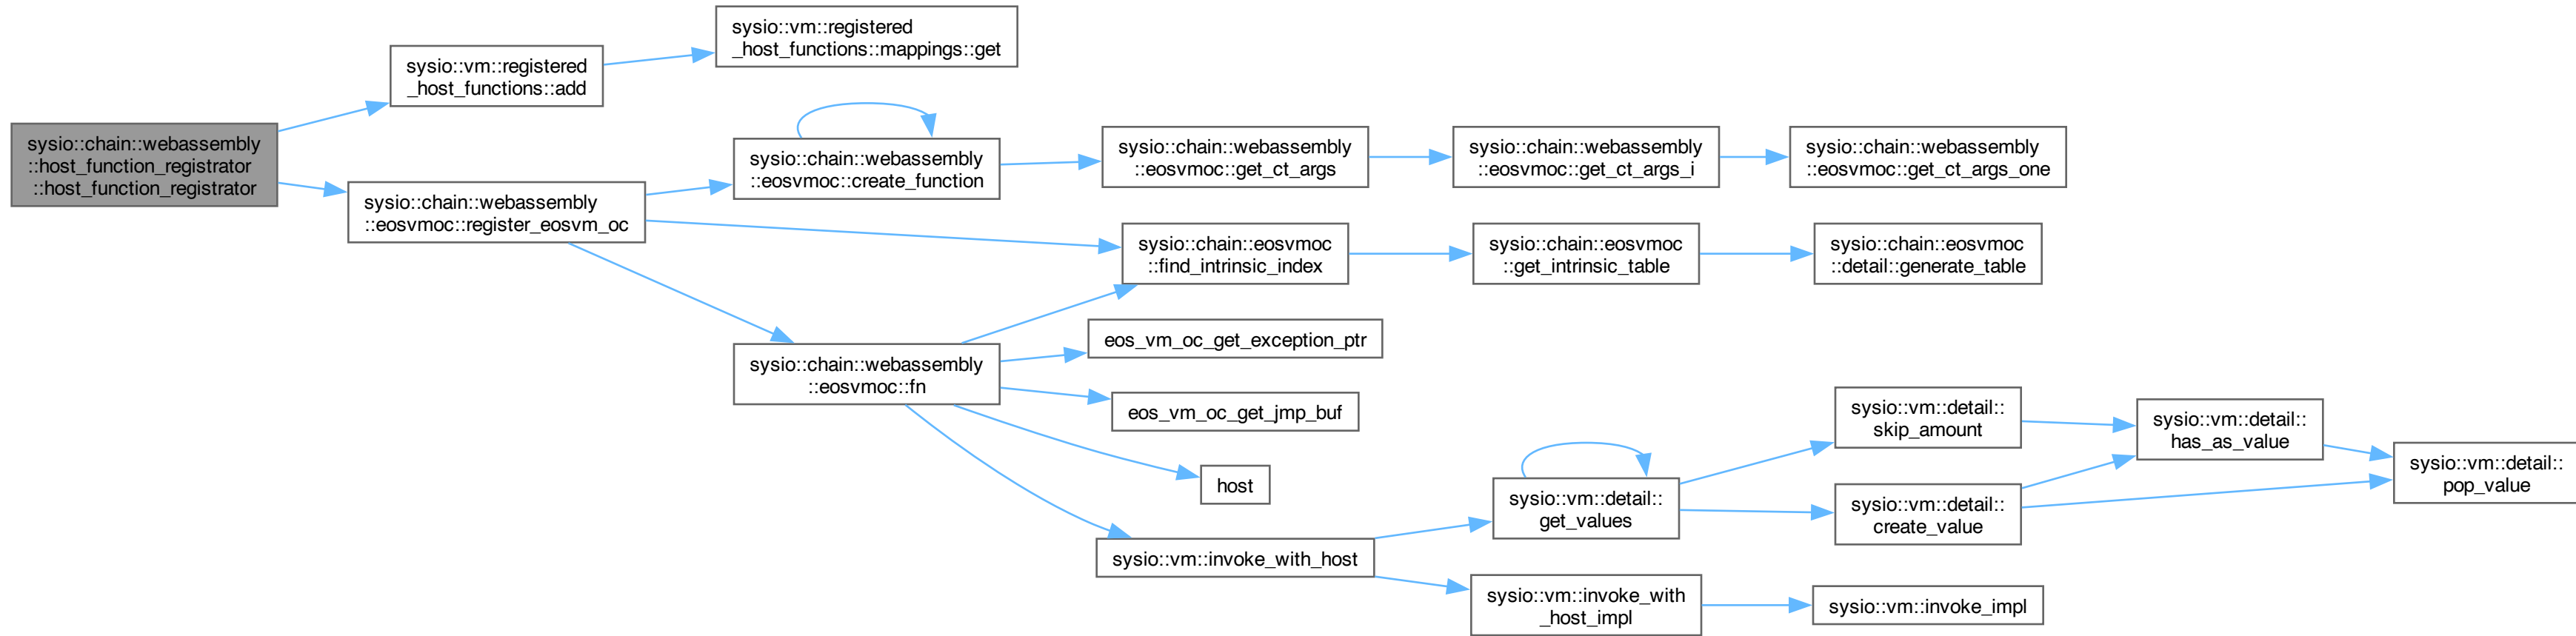 sysio::chain::webassembly
::host_function_registrator
::host_function_registrator
sysio::vm::registered
_host_functions::add
sysio::vm::registered
_host_functions::mappings::get
sysio::chain::webassembly
::eosvmoc::register_eosvm_oc
sysio::chain::webassembly
::eosvmoc::create_function
sysio::chain::webassembly
::eosvmoc::get_ct_args
sysio::chain::webassembly
::eosvmoc::get_ct_args_i
sysio::chain::webassembly
::eosvmoc::get_ct_args_one
sysio::chain::eosvmoc
::find_intrinsic_index
sysio::chain::eosvmoc
::get_intrinsic_table
sysio::chain::eosvmoc
::detail::generate_table
sysio::chain::webassembly
::eosvmoc::fn
eos_vm_oc_get_exception_ptr
eos_vm_oc_get_jmp_buf
host
sysio::vm::invoke_with_host
sysio::vm::detail::
get_values
sysio::vm::detail::
skip_amount
sysio::vm::detail::
create_value
sysio::vm::detail::
has_as_value
sysio::vm::detail::
pop_value
sysio::vm::invoke_with
_host_impl
sysio::vm::invoke_impl